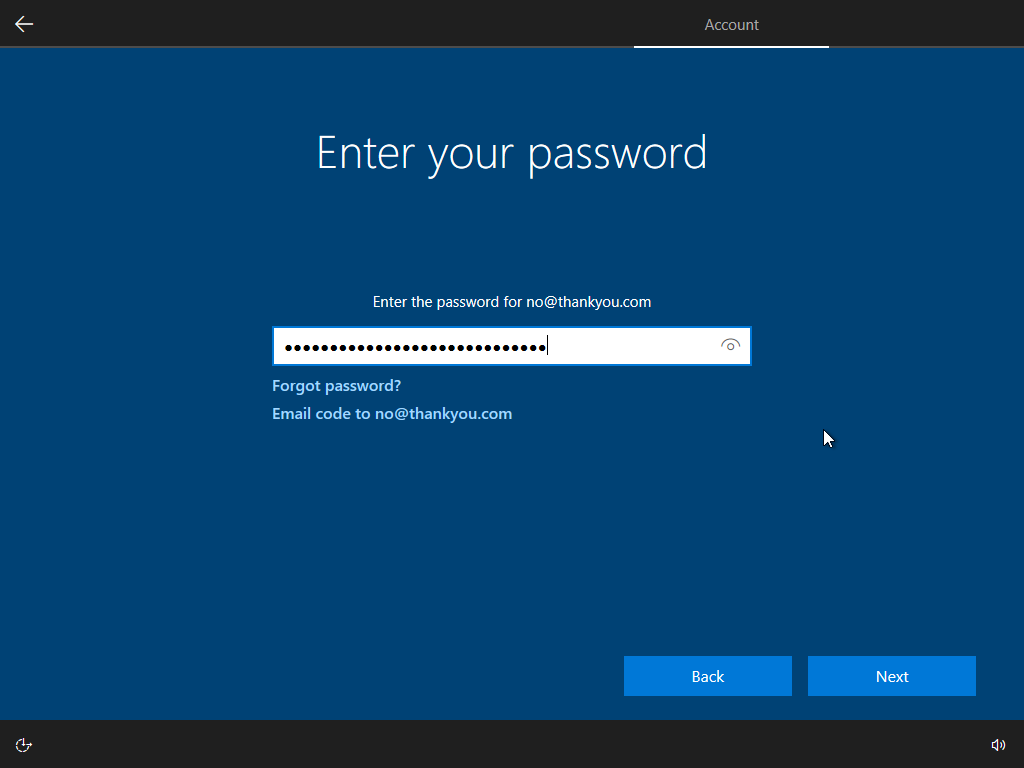 Account
Enter your password
Enter the password for no@thankyou.com
Forgot password?
Email code to no@thankyou.com
Back
Next